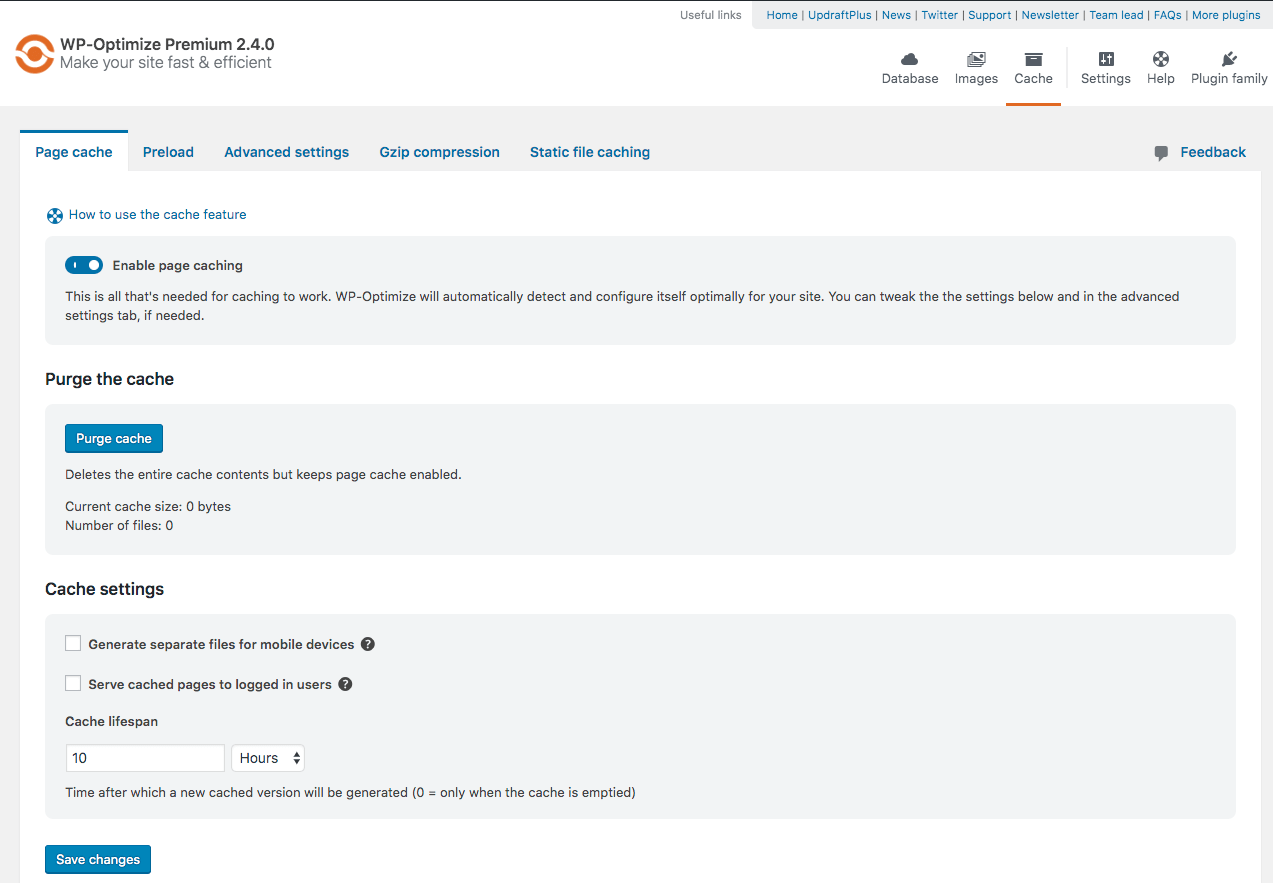 Useful links Home | UpdraftPlus | News | Twitter | Support | Newsletter | Team lead | FAQs | More plugins
WP-Optimize Premium 2.4.0
Make your site fast & efficient
Database Images Cache Settings Help Plugin family
Page cache Preload Advanced settings Gzip compression Static file caching Feedback
How to use the cache feature
Enable page caching
This is all that's needed for caching to work. WP-Optimize will automatically detect and configure itself optimally for your site. You can tweak the the settings below and in the advanced
settings tab, if needed.
Purge the cache
Purge cache
Deletes the entire cache contents but keeps page cache enabled.
Current cache size: 0 bytes
Number of files: 0
Cache settings
Generate separate files for mobile devices ?
Serve cached pages to logged in users ?
Cache lifespan
10 Hours
Time after which a new cached version will be generated (0 = only when the cache is emptied)
Save changes